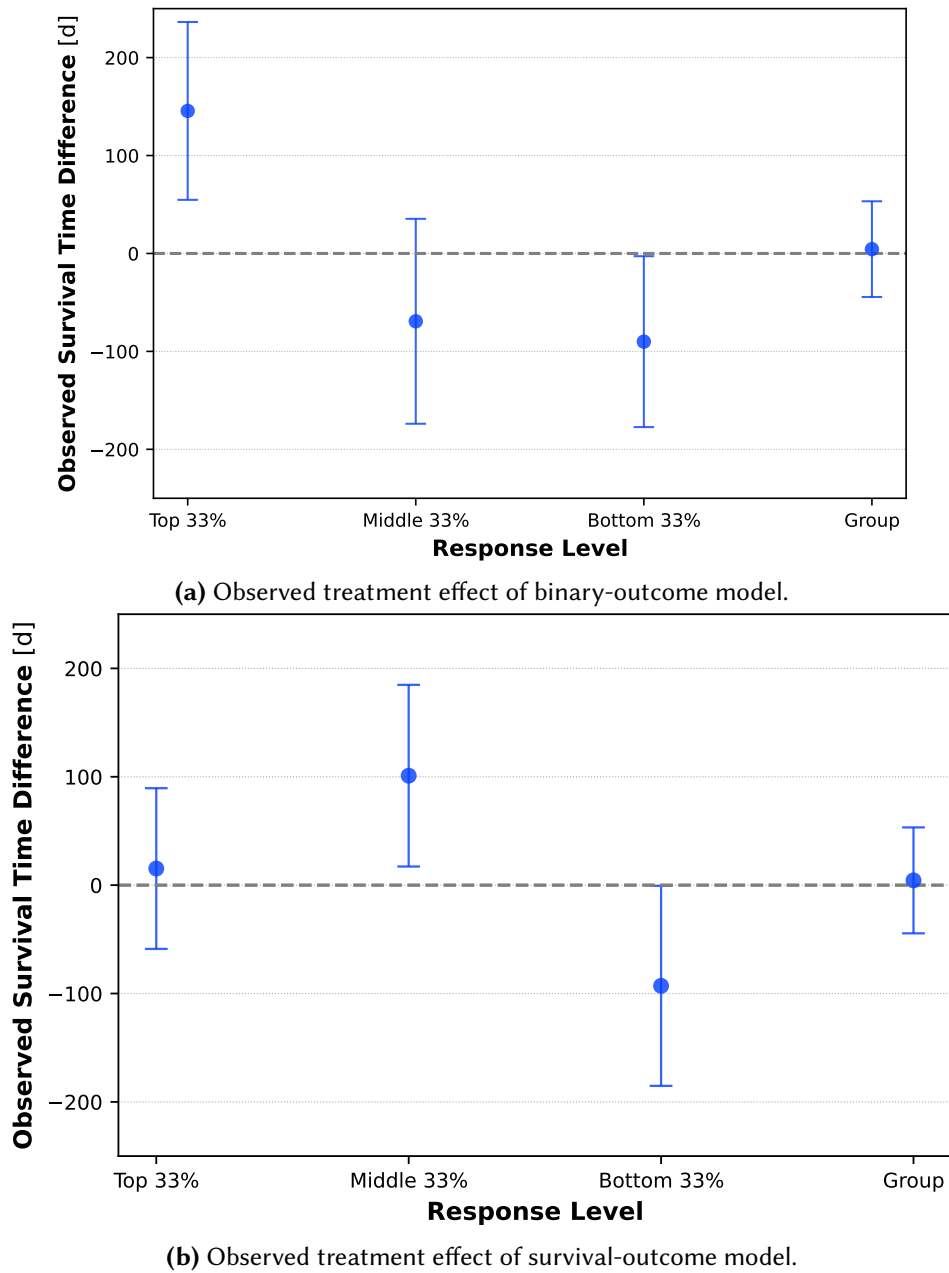 Observed Survival Time Difference [d]
200
100
0
−100
−200
Top 33%
Middle 33%
Bottom 33%
Group
Response Level
(a) Observed treatment effect of binary-outcome model.
Observed Survival Time Difference [d]
200
100
0
−100
−200
Top 33%
Middle 33%
Bottom 33%
Group
Response Level
(b) Observed treatment effect of survival-outcome model.